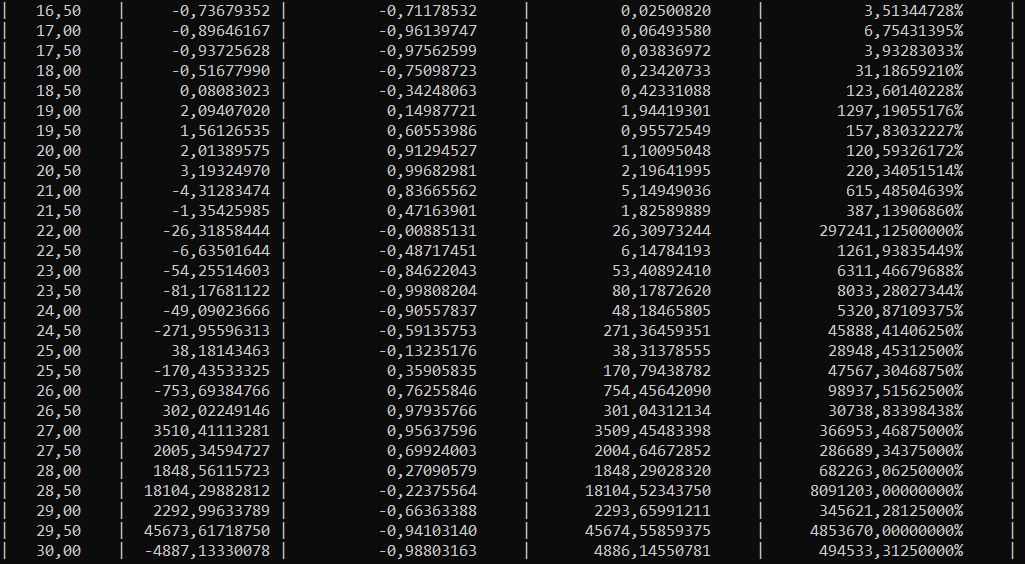 | 16,50 | -0,73679352 | -0,71178532 | 0,02500820 | 3,51344728% |
| 17,00 | -0,89646167 | -0,96139747 | 0,06493580 | 6,75431395% |
| 17,50 | -0,93725628 | -0,97562599 | 0,03836972 | 3,93283033% |
| 18,00 | -0,51677990 | -0,75098723 | 0,23420733 | 31,18659210% |
| 18,50 | 0,08083023 | -0,34248063 | 0,42331088 | 123,60140228% |
| 19,00 | 2,09407020 | 0,14987721 | 1,94419301 | 1297,19055176% |
| 19,50 | 1,56126535 | 0,60553986 | 0,95572549 | 157,83032227% |
| 20,00 | 2,01389575 | 0,91294527 | 1,10095048 | 120,59326172% |
| 20,50 | 3,19324970 | 0,99682981 | 2,19641995 | 220,34051514% |
| 21,00 | -4,31283474 | 0,83665562 | 5,14949036 | 615,48504639% |
| 21,50 | -1,35425985 | 0,47163901 | 1,82589889 | 387,13906860% |
| 22,00 | -26,31858444 | -0,00885131 | 26,30973244 | 297241,12500000% |
| 22,50 | -6,63501644 | -0,48717451 | 6,14784193 | 1261,93835449% |
| 23,00 | -54,25514603 | -0,84622043 | 53,40892410 | 6311,46679688% |
| 23,50 | -81,17681122 | -0,99808204 | 80,17872620 | 8033,28027344% |
| 24,00 | -49,09023666 | -0,90557837 | 48,18465805 | 5320,87109375% |
| 24,50 | -271,95596313 | -0,59135753 | 271,36459351 | 45888,41406250% |
| 25,00 | 38,18143463 | -0,13235176 | 38,31378555 | 28948,45312500% |
| 25,50 | -170,43533325 | 0,35905835 | 170,79438782 | 47567,30468750% |
| 26,00 | -753,69384766 | 0,76255846 | 754,45642090 | 98937,51562500% |
| 26,50 | 302,02249146 | 0,97935766 | 301,04312134 | 30738,83398438% |
| 27,00 | 3510,41113281 | 0,95637596 | 3509,45483398 | 366953,46875000% |
| 27,50 | 2005,34594727 | 0,69924003 | 2004,64672852 | 286689,34375000% |
| 28,00 | 1848,56115723 | 0,27090579 | 1848,29028320 | 682263,06250000% |
| 28,50 | 18104,29882812 | -0,22375564 | 18104,52343750 | 8091203,00000000% |
| 29,00 | 2292,99633789 | -0,66363388 | 2293,65991211 | 345621,28125000% |
| 29,50 | 45673,61718750 | -0,94103140 | 45674,55859375 | 4853670,00000000% |
| 30,00 | -4887,13330078 | -0,98803163 | 4886,14550781 | 494533,31250000% |